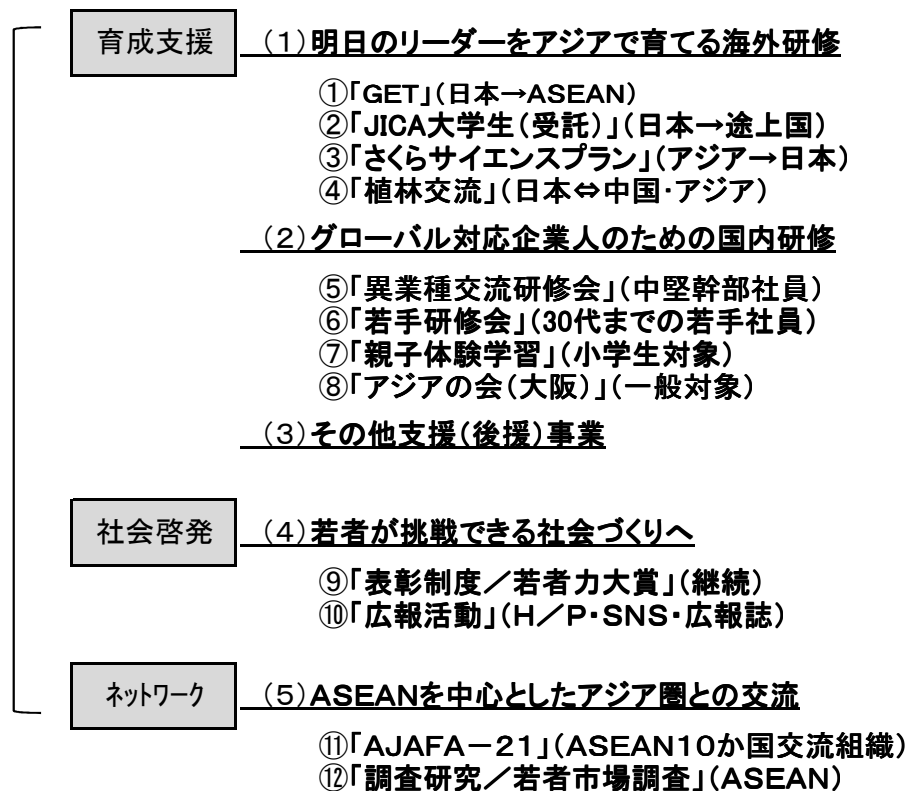 育成支援 （１）明日のリーダーをアジアで育てる海外研修
①「GET」（日本→ASEAN）
②「JICA大学生（受託）」（日本→途上国）
③「さくらサイエンスプラン」（アジア→日本）
④「植林交流」（日本⇔中国・アジア）
（２）グローバル対応企業人のための国内研修
⑤「異業種交流研修会」（中堅幹部社員）
⑥「若手研修会」（30代までの若手社員）
⑦「親子体験学習」（小学生対象）
⑧「アジアの会（大阪）」（一般対象）
（３）その他支援（後援）事業
社会啓発 （４）若者が挑戦できる社会づくりへ
⑨「表彰制度／若者力大賞」（継続）
⑩「広報活動」（Ｈ／Ｐ・ＳＮＳ・広報誌）
ネットワーク （５）ＡＳＥＡＮを中心としたアジア圏との交流
⑪「ＡＪＡＦＡ－２１」（ＡＳＥＡＮ１０か国交流組織）
⑫「調査研究／若者市場調査」（ＡＳＥＡＮ）